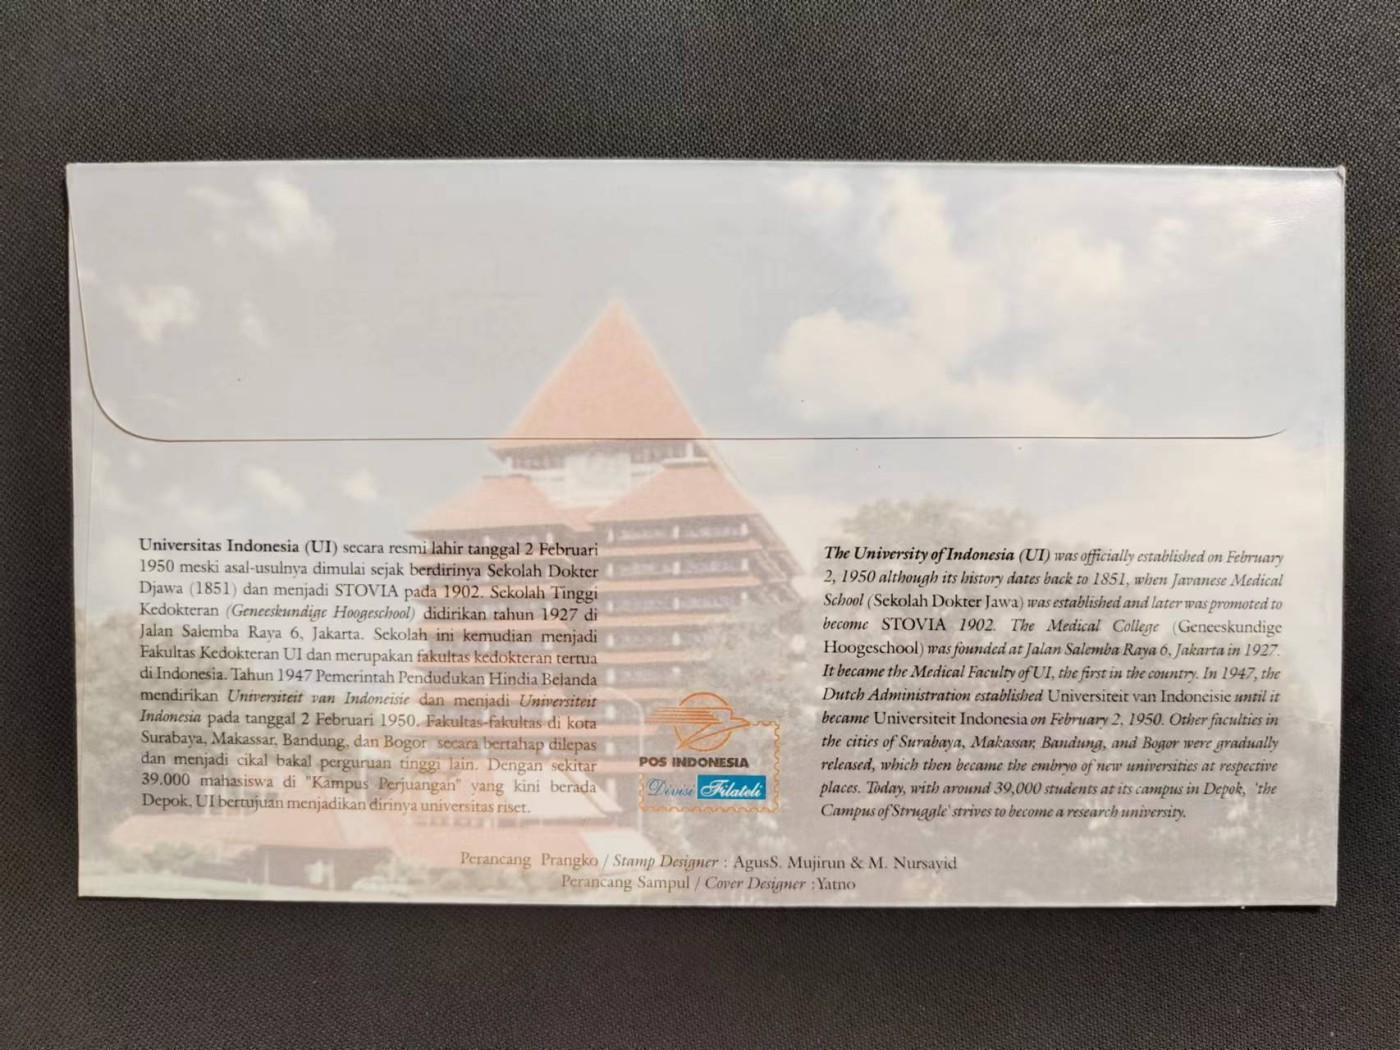 Universitas Indonesia (UI) secara resmi lahir tanggal 2 Februari
1950 meski asal-usulnya dimulai sejak berdirinya Sekolah Dokter
Djawa (1851) dan menjadi STOVIA pada 1902. Sekolah Tinggi
Kedokteran (Geneeskundige Hoogeschool) didirikan tahun 1927 di
Jalan Salemba Raya 6, Jakarta. Sekolah ini kemudian menjadi
Fakultas Kedokteran UI dan merupakan fakultas kedokteran tertua
di Indonesia. Tahun 1947 Pemerintah Pendudukan Hindia Belanda
mendirikan Universiteit van Indoneisie dan menjadi Universiteit
Indonesia pada tanggal 2 Februari 1950. Fakultas-fakultas di kota
Surabaya, Makassar, Bandung, dan Bogor secara bertahap dilepas
dan menjadi cikal bakal perguruan tinggi lain. Dengan sekitar
39.000 mahasiswa di "Kampus Perjuangan" yang kini berada
Depok, UI bertujuan menjadikan dirinya universitas riset.
POS INDONESIA
Divisi Filateli
The University of Indonesia (UI) was officially established on February
2, 1950 although its history dates back to 1851, when Javanese Medical
School (Sekolah Dokter Jawa) was established and later was promoted to
become STOVIA 1902. The Medical College (Geneeskundige
Hoogeschool) was founded at Jalan Salemba Raya 6, Jakarta in 1927.
It became the Medical Faculty of UI, the first in the country. In 1947, the
Dutch Administration established Universiteit van Indoneisie until it
became Universiteit Indonesia on February 2, 1950. Other faculties in
the cities of Surabaya, Makassar, Bandung, and Bogor were gradually
released, which then became the embryo of new universities at respective
places. Today, with around 39,000 students at its campus in Depok, 'the
Campus of Struggle' strives to become a research university.
Perancang Prangko / Stamp Designer : AgusS. Mujirun & M. Nursayid
Perancang Sampul / Cover Designer : Yatno